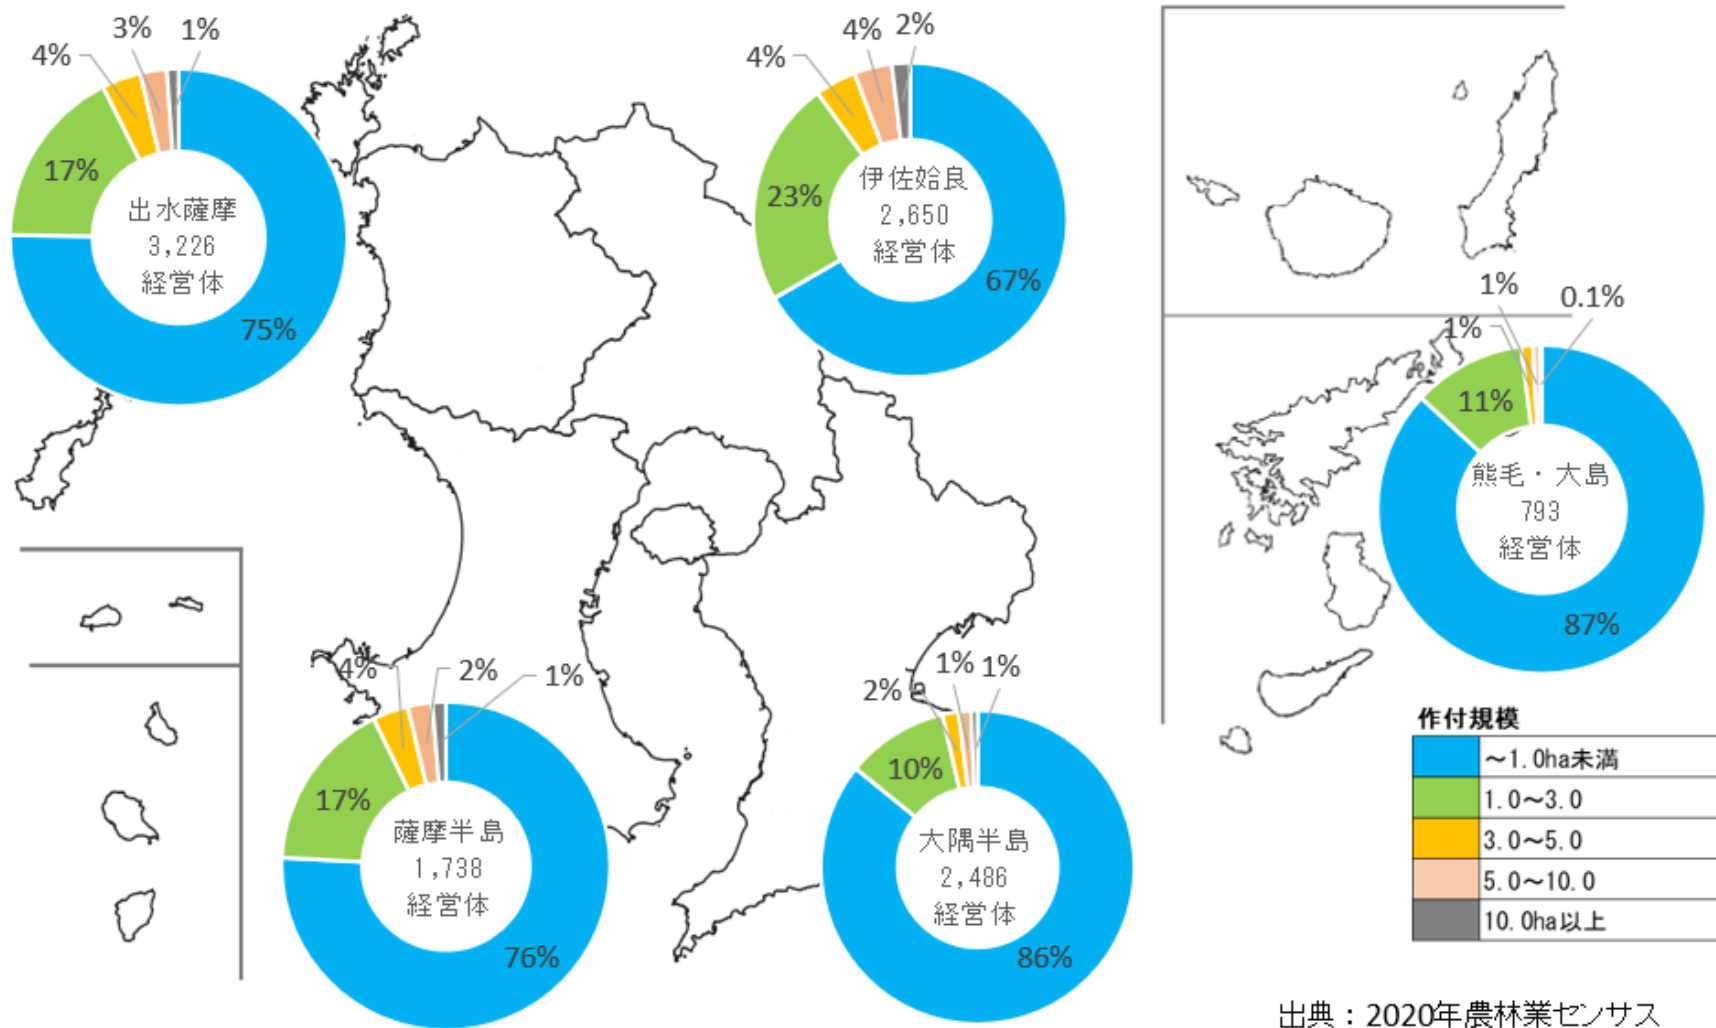 4%
3%
1%
17%
出水薩摩
3,226
経営体
75%
4%
4%
2%
23%
伊佐姶良
2,650
経営体
67%
1%
1%
0.1%
11%
熊毛・大島
793
経営体
87%
4%
2%
1%
17%
薩摩半島
1,738
経営体
76%
2%
1%
1%
10%
大隅半島
2,486
経営体
86%
作付規模
～1.0ha未満
1.0～3.0
3.0～5.0
5.0～10.0
10.0ha以上
出典：2020年農林業センサス